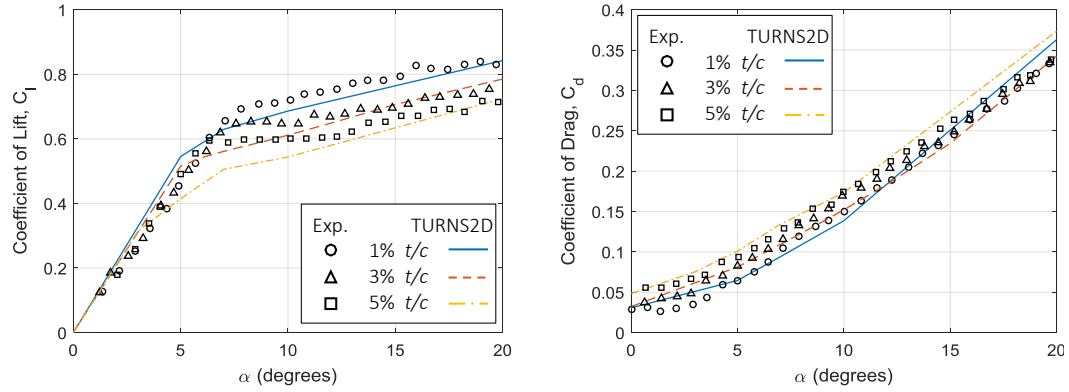 1
0.8
0.6
0.4
0.2
0
0
5
10
15
20
Coefficient of Lift, C_l
α (degrees)
Exp. TURNS2D
1% t/c
3% t/c
5% t/c
0.4
0.35
0.3
0.25
0.2
0.15
0.1
0.05
0
0
5
10
15
20
Coefficient of Drag, C_d
α (degrees)
Exp. TURNS2D
1% t/c
3% t/c
5% t/c